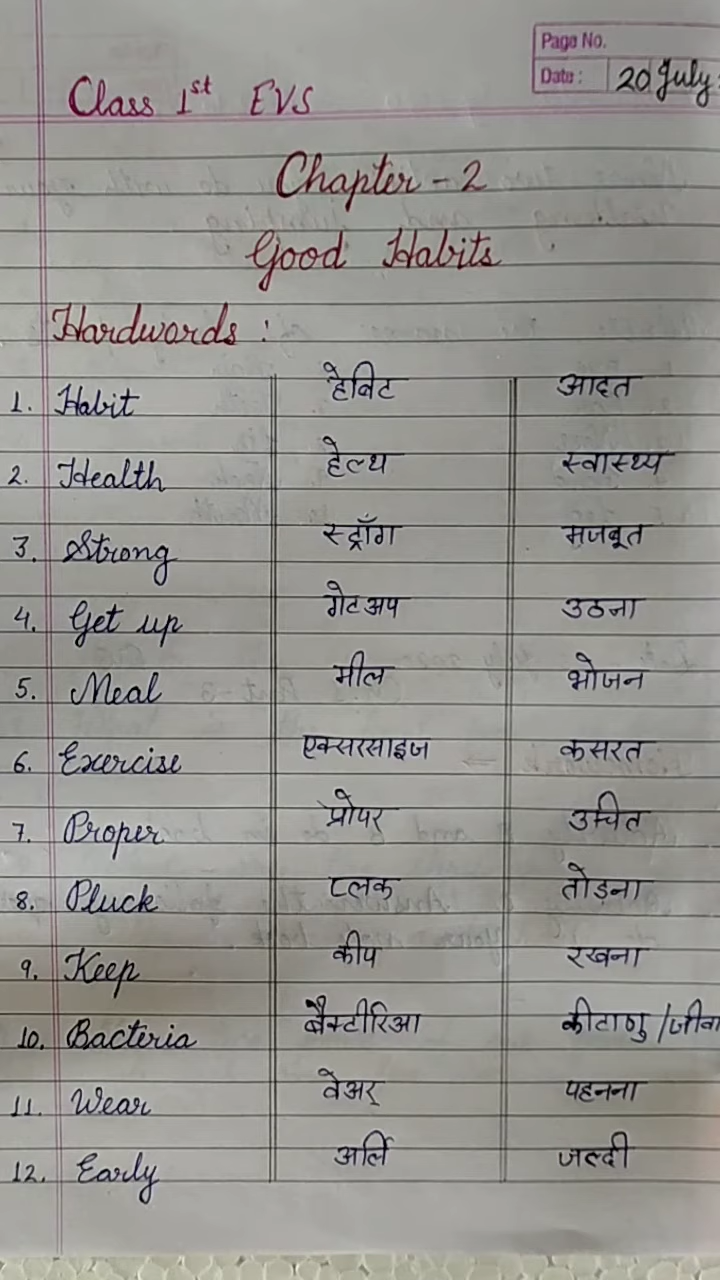 Page No.
Date: 20 July
Class 1st EVS
Chapter - 2
Good Habits
Hardwords :
1. Habit हेबिट आदत
2. Health हेल्थ स्वास्थ्य
3. Strong स्ट्रॉंग मजबूत
4. Get up गेटअप उठना
5. Meal मील भोजन
6. Exercise एक्सरसाइज कसरत
7. Proper प्रोपर् उचित
8. Pluck प्लक् तोड़ना
9. Keep कीप रखना
10. Bacteria बैक्टीरिआ कीटाणु /जीवा
11. Wear वेअर् पहनना
12. Early अर्लि जल्दी